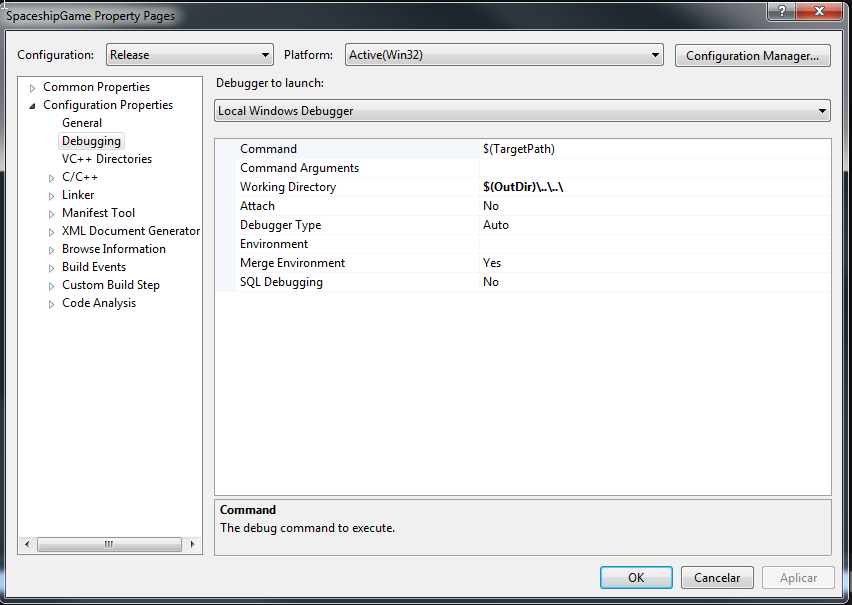 SpaceshipGame Property Pages
Configuration: Release Platform: Active(Win32) Configuration Manager...
Common Properties
Configuration Properties
General
Debugging
VC++ Directories
C/C++
Linker
Manifest Tool
XML Document Generator
Browse Information
Build Events
Custom Build Step
Code Analysis
Debugger to launch:
Local Windows Debugger
Command $(TargetPath)
Command Arguments
Working Directory $(OutDir)\..\..\
Attach No
Debugger Type Auto
Environment
Merge Environment Yes
SQL Debugging No
Command
The debug command to execute.
OK Cancelar Aplicar